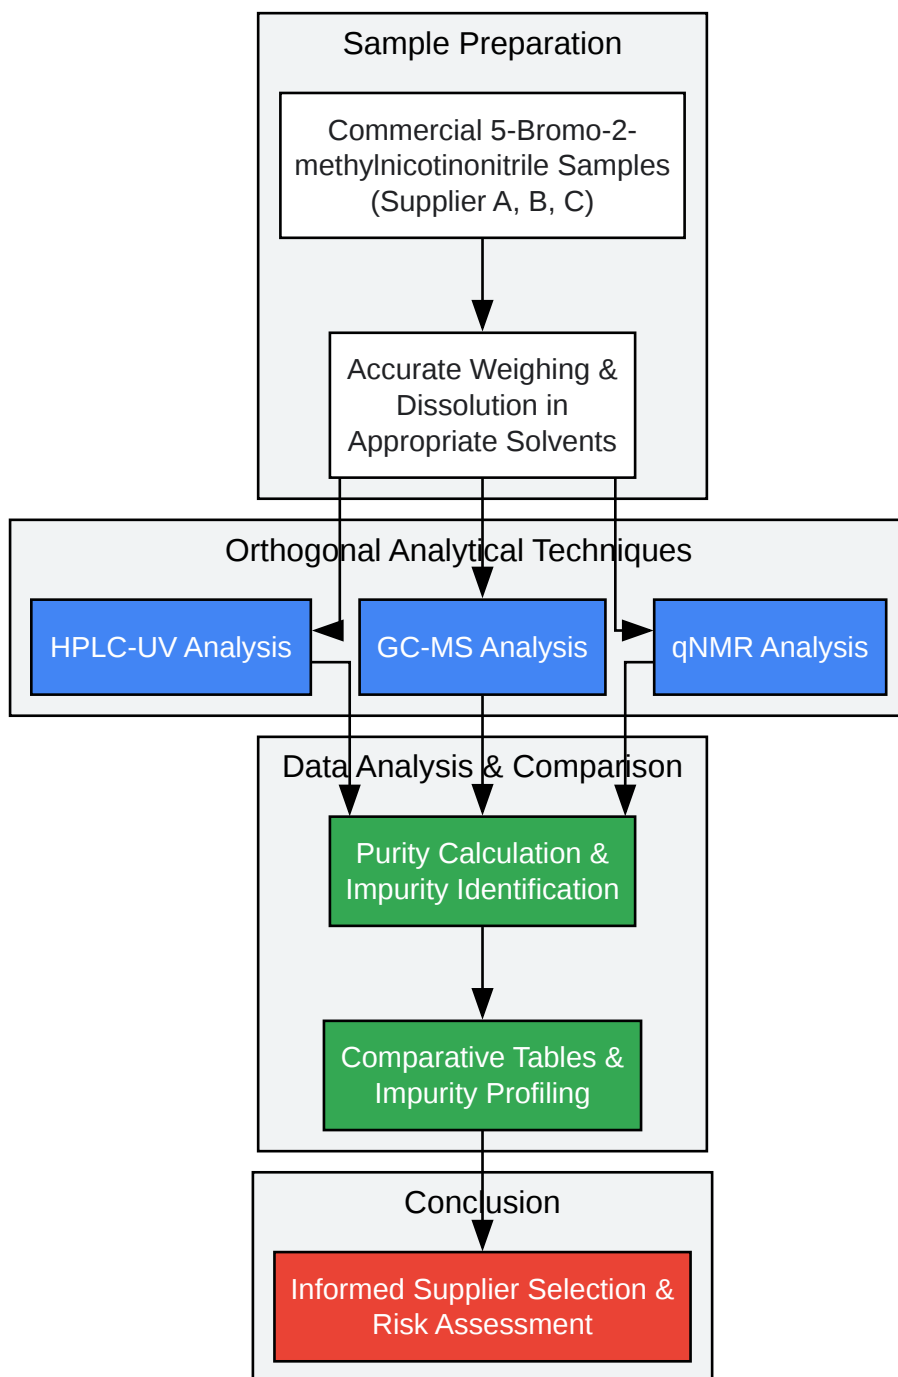 Sample Preparation
Commercial 5-Bromo-2-
methylnicotinonitrile Samples
(Supplier A, B, C)
Accurate Weighing &
Dissolution in
Appropriate Solvents
Orthogonal Analytical Techniques
HPLC-UV Analysis
GC-MS Analysis
qNMR Analysis
Data Analysis & Comparison
Purity Calculation &
Impurity Identification
Comparative Tables &
Impurity Profiling
Conclusion
Informed Supplier Selection &
Risk Assessment